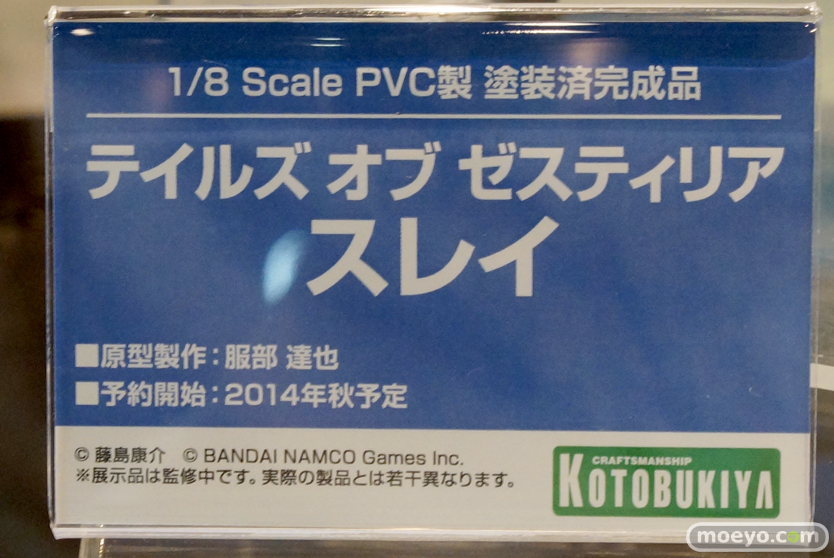 1/8 Scale PVC製 塗装済完成品
テイルズ オブ ゼスティリア
スレイ
■原型製作：服部 達也
■予約開始：2014年秋予定
© 藤島康介　© BANDAI NAMCO Games Inc.
※展示品は監修中です。実際の製品とは若干異なります。
CRAFTSMANSHIP
KOTOBUKIYA
moeyo.com